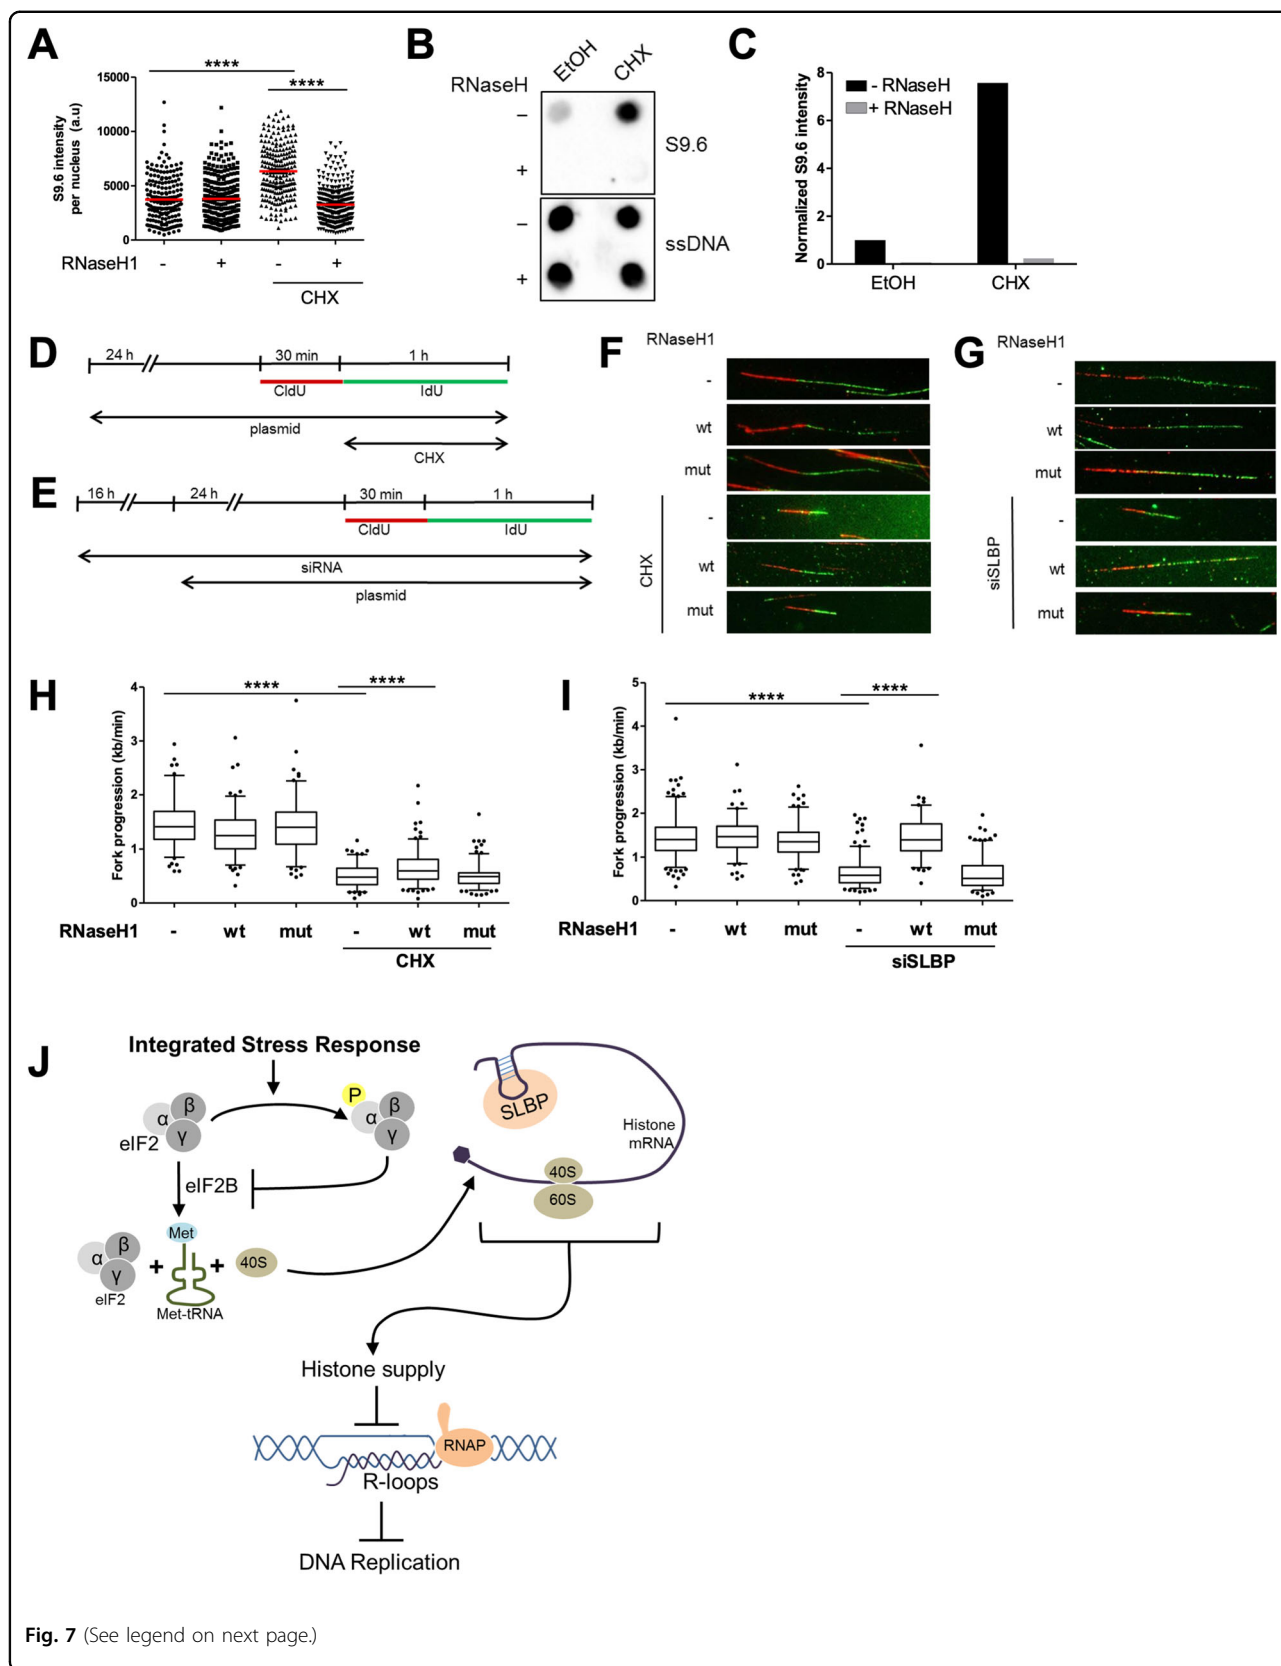 A
****
****
15000
10000
5000
0
S9.6 intensity
per nucleus (a.u)
RNaseH1 - + - +
CHX
B
EtOH CHX
RNaseH
-
+
S9.6
-
+
ssDNA
C
8
6
4
2
0
Normalized S9.6 intensity
- RNaseH
+ RNaseH
EtOH CHX
D
24 h 30 min 1 h
CldU IdU
plasmid
CHX
E
16 h 24 h 30 min 1 h
CldU IdU
siRNA
plasmid
F
RNaseH1
-
wt
mut
-
wt
mut
CHX
G
RNaseH1
-
wt
mut
-
wt
mut
siSLBP
H
****
****
4
3
2
1
0
Fork progression (kb/min)
RNaseH1 - wt mut - wt mut
CHX
I
****
****
5
4
3
2
1
0
Fork progression (kb/min)
RNaseH1 - wt mut - wt mut
siSLBP
J
Integrated Stress Response
α β γ
eIF2
P
α β γ
eIF2B
α β γ
eIF2
+
Met
Met-tRNA
+
40S
SLBP
Histone
mRNA
40S
60S
Histone supply
RNAP
R-loops
DNA Replication
Fig. 7 (See legend on next page.)